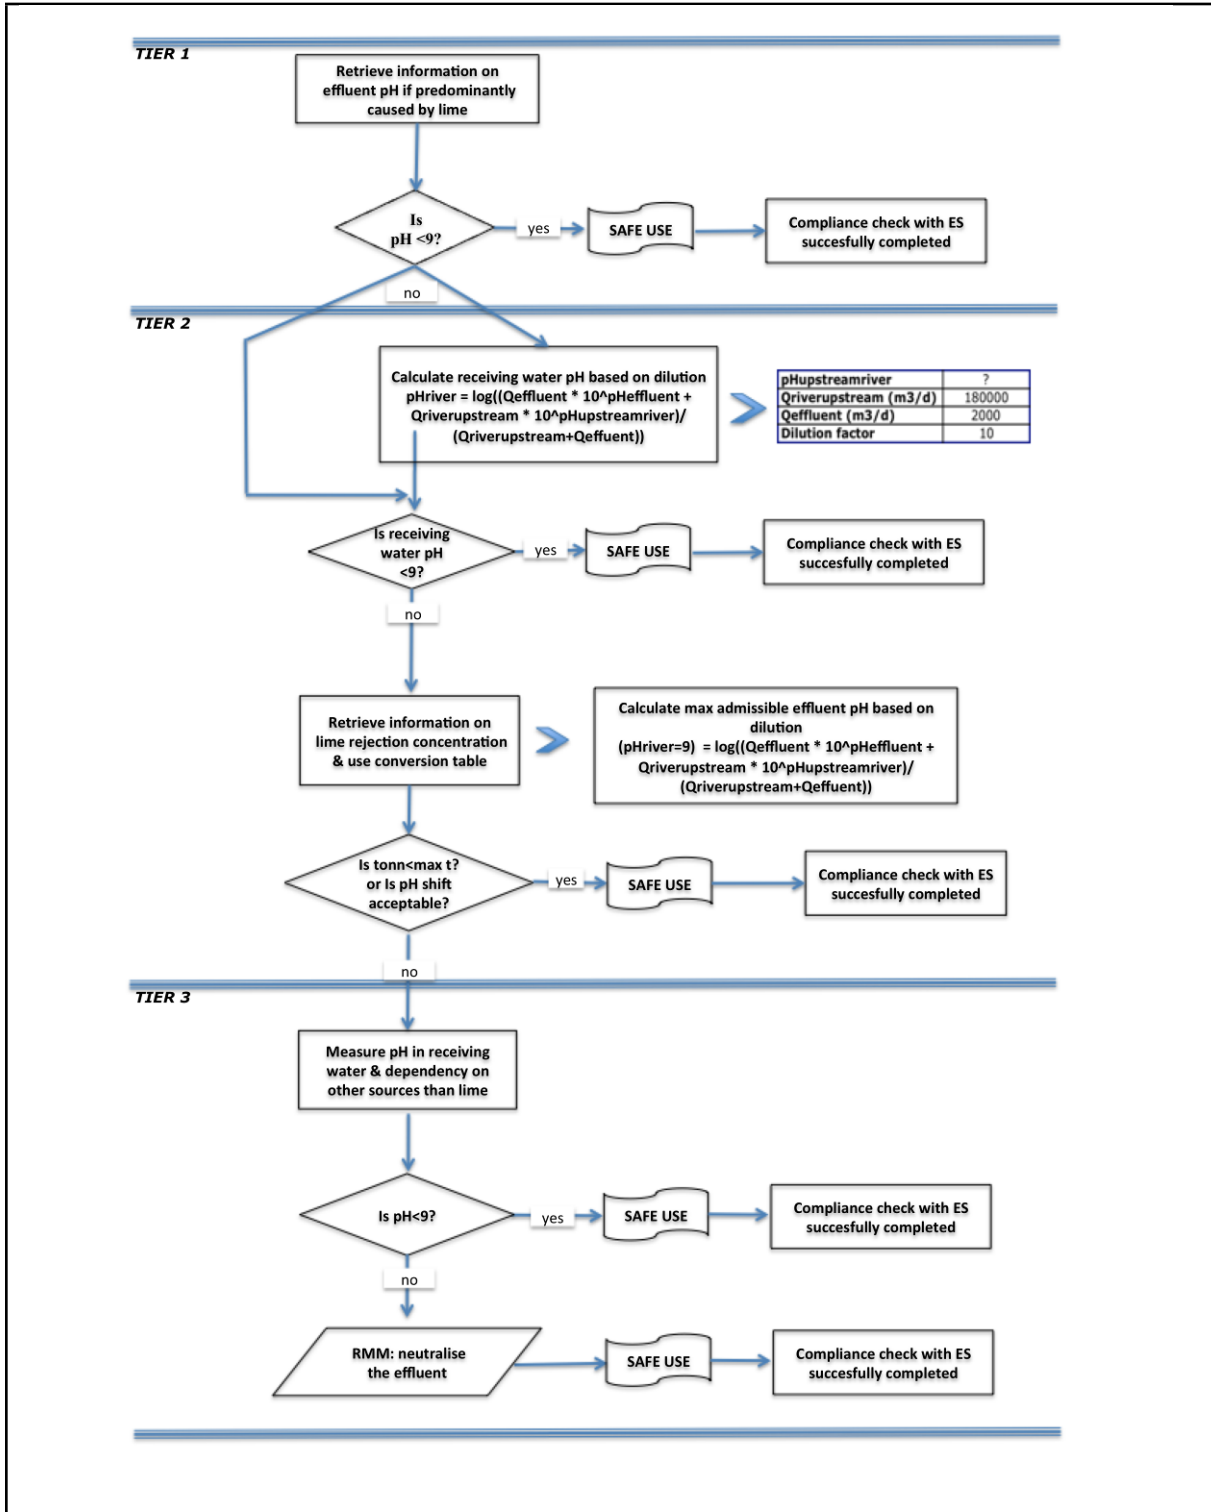 TIER 1
Retrieve information on
effluent pH if predominantly
caused by lime
Is
pH <9?
yes
SAFE USE
Compliance check with ES
succesfully completed
no
TIER 2
Calculate receiving water pH based on dilution
pHriver = log((Qeffluent * 10^pHeffluent +
Qriverupstream * 10^pHupstreamriver)/
(Qriverupstream+Qeffuent))
pHupstreamriver ?
Qriverupstream (m3/d) 180000
Qeffluent (m3/d) 2000
Dilution factor 10
Is receiving
water pH
<9?
yes
SAFE USE
Compliance check with ES
succesfully completed
no
Retrieve information on
lime rejection concentration
& use conversion table
Calculate max admissible effluent pH based on
dilution
(pHriver=9) = log((Qeffluent * 10^pHeffluent +
Qriverupstream * 10^pHupstreamriver)/
(Qriverupstream+Qeffuent))
Is tonn<max t?
or Is pH shift
acceptable?
yes
SAFE USE
Compliance check with ES
succesfully completed
no
TIER 3
Measure pH in receiving
water & dependency on
other sources than lime
Is pH<9?
yes
SAFE USE
Compliance check with ES
succesfully completed
no
RMM: neutralise
the effluent
SAFE USE
Compliance check with ES
succesfully completed